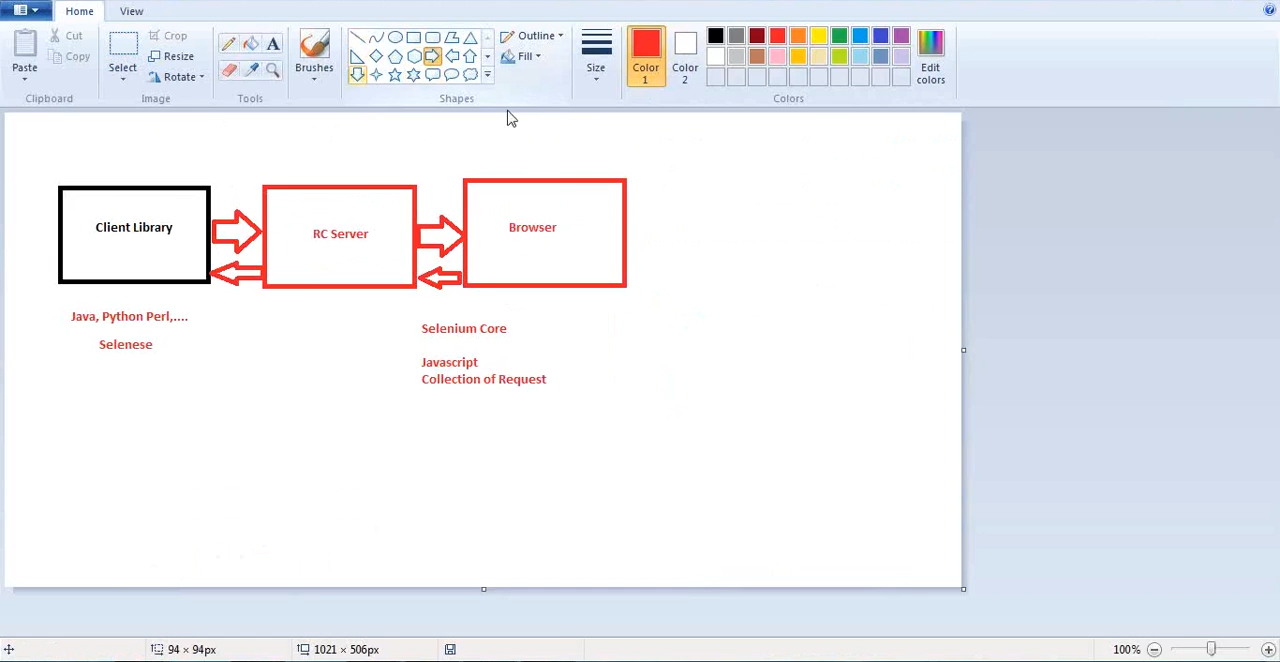 Home
View
Paste
Cut
Copy
Clipboard
Select
Crop
Resize
Rotate
Image
A
Tools
Brushes
Outline
Fill
Shapes
Size
Color
1
Color
2
Edit
colors
Colors
Client Library
RC Server
Browser
Java, Python Perl,....
Selenese
Selenium Core
Javascript
Collection of Request
94 × 94px
1021 × 506px
100%